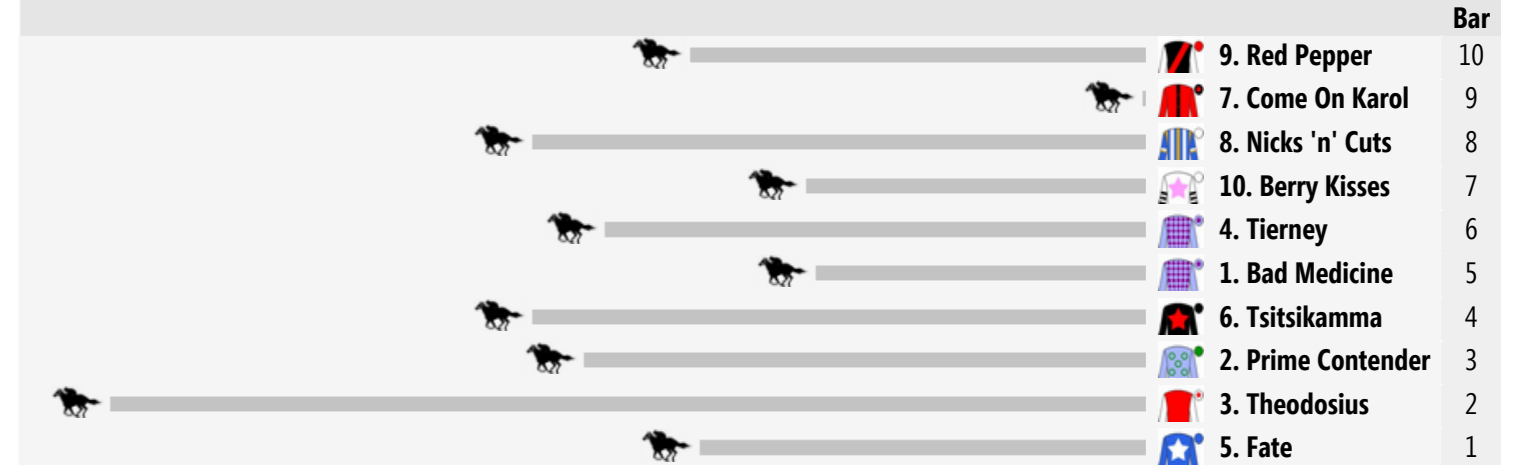 Bar
9. Red Pepper 10
7. Come On Karol 9
8. Nicks 'n' Cuts 8
10. Berry Kisses 7
4. Tierney 6
1. Bad Medicine 5
6. Tsitsikamma 4
2. Prime Contender 3
3. Theodosius 2
5. Fate 1